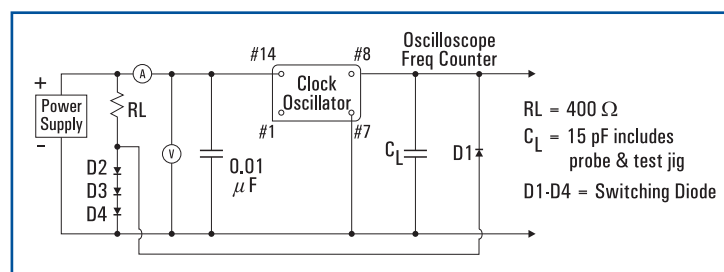 #14
#8
Oscilloscope
Freq Counter
+
A
Power
Supply
-
RL
Clock
Oscillator
#1
#7
V
0.01
μF
D2
D3
D4
CL
D1
RL = 400 Ω
CL = 15 pF includes
probe & test jig
D1-D4 = Switching Diode